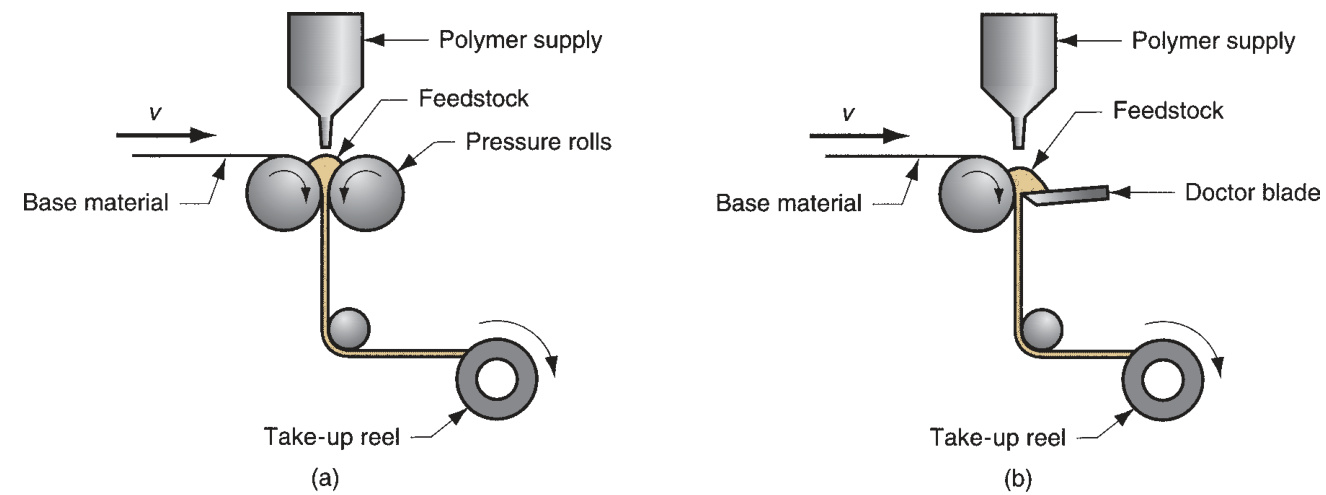 Polymer supply
Feedstock
v
Pressure rolls
Base material
Take-up reel
(a)
Polymer supply
Feedstock
v
Doctor blade
Base material
Take-up reel
(b)